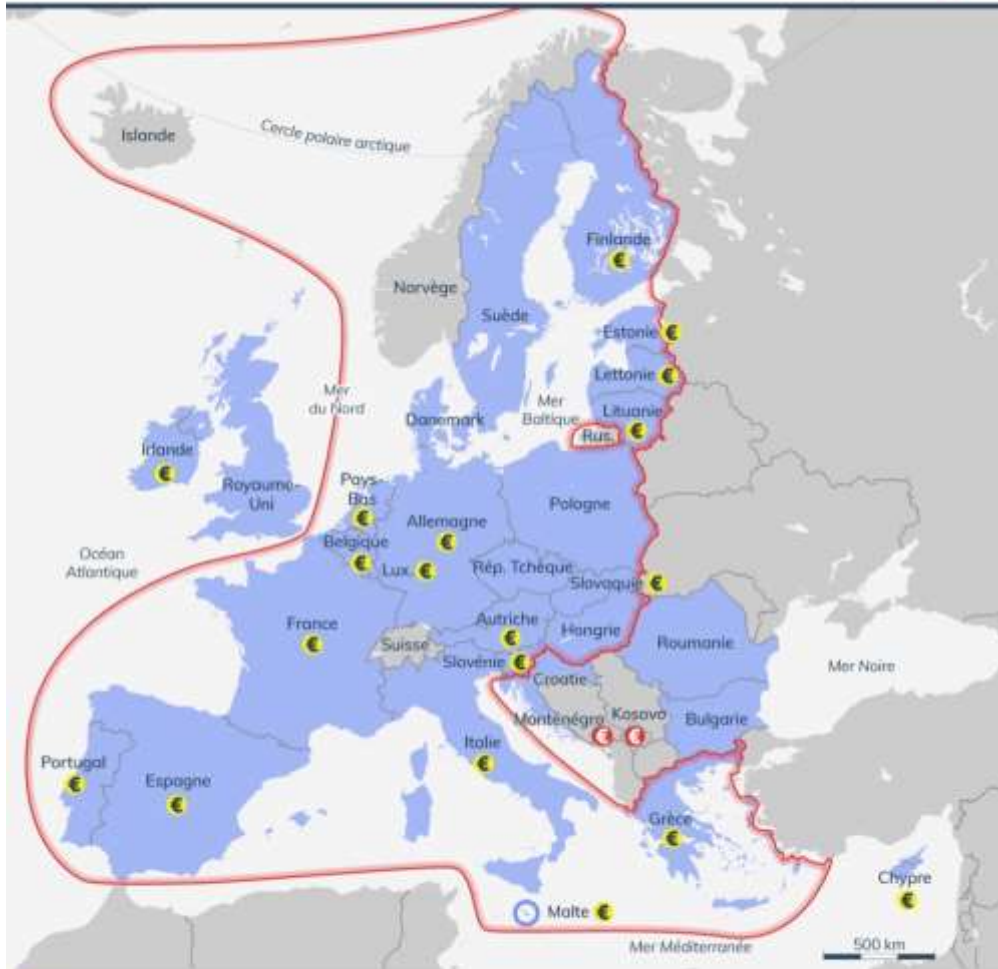 Islande
Cercle polaire arctique
Finlande
€
Norvège
Suède
Estonie €
Lettonie €
Mer
du Nord
Mer
Baltique
Lituanie
€
Danemark
Rus.
Irlande
€
Royaume-
Uni
Pays-
Bas
€
Allemagne
€
Pologne
Belgique
€
Océan
Atlantique
Lux. €
Rép. Tchèque
Slovaquie €
France
€
Autriche
€
Hongrie
Suisse
Roumanie
Slovénie €
Mer Noire
Croatie
Monténégro
€
Kosovo
€
Bulgarie
Italie
€
Portugal
€
Espagne
€
Grèce
€
Chypre
€
Malte €
Mer Méditerranée
500 km